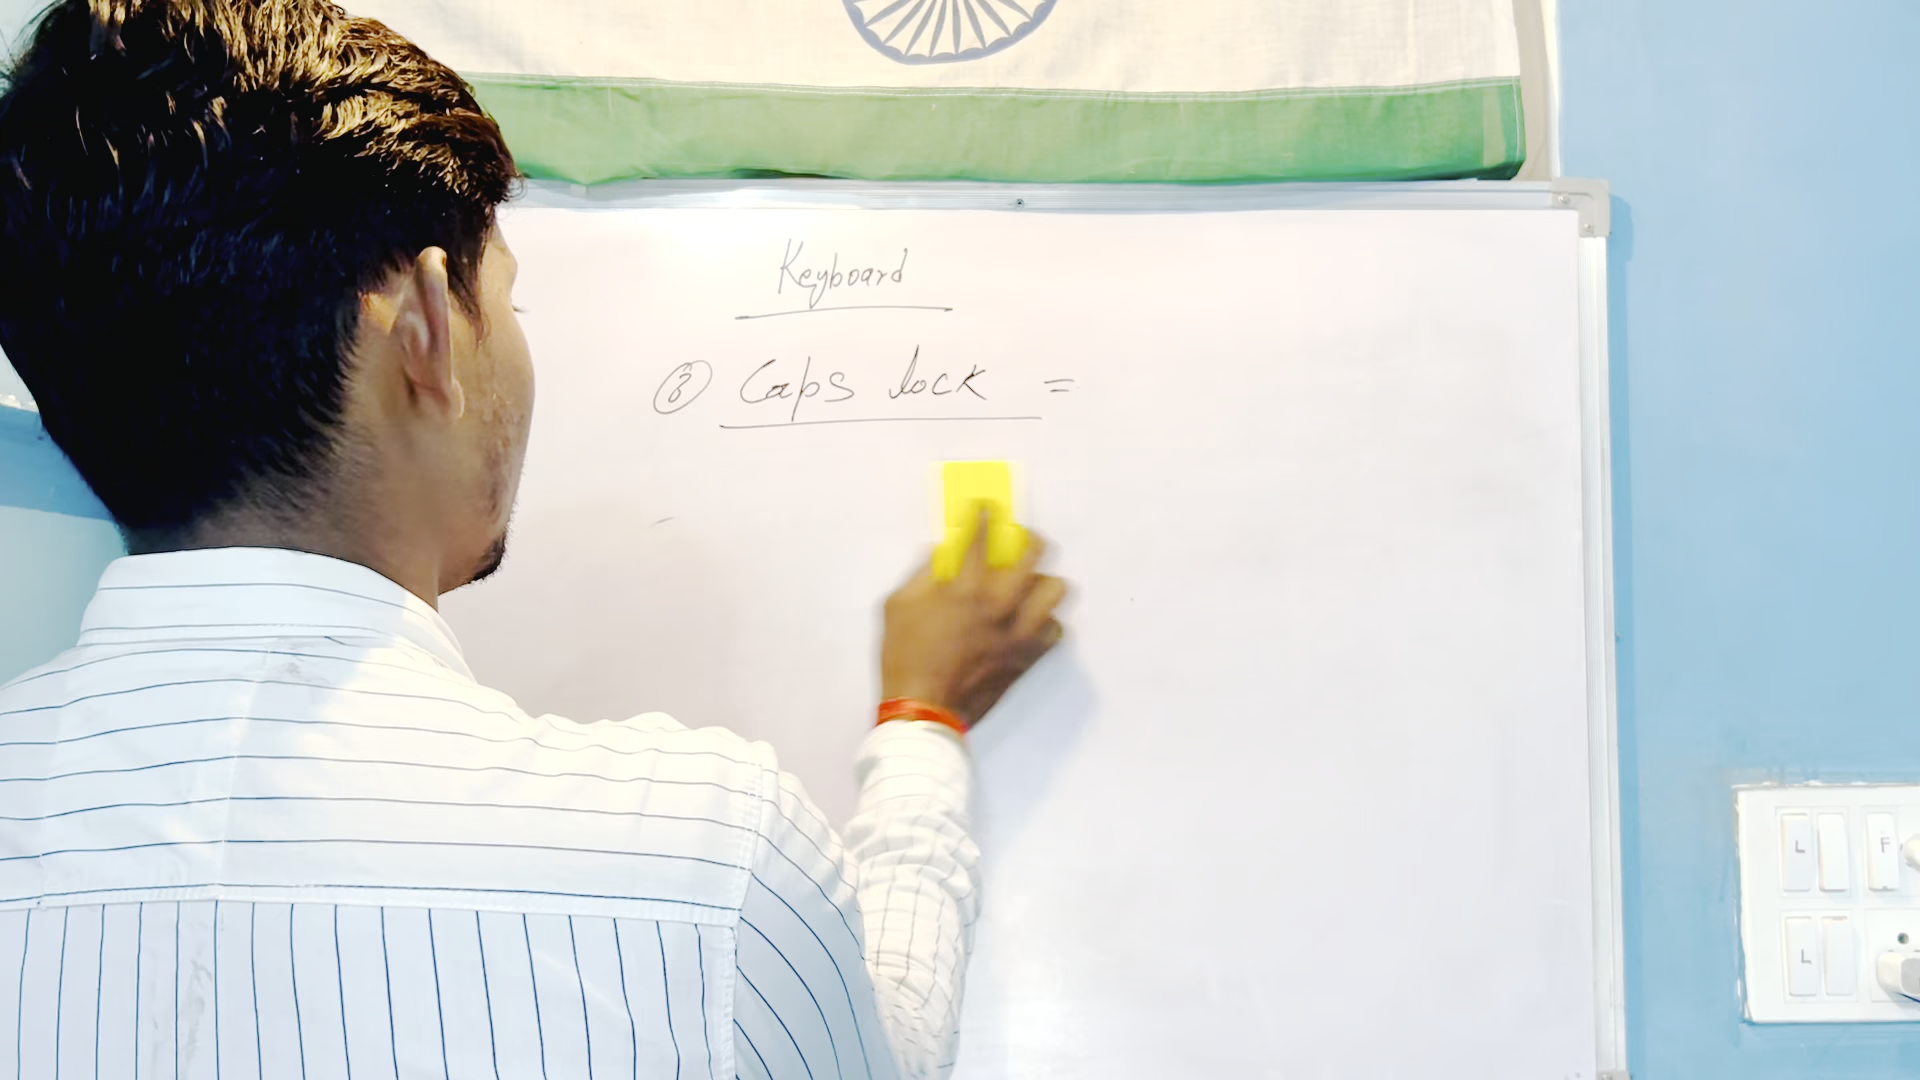 Keyboard
③ Caps lock =
L F
L